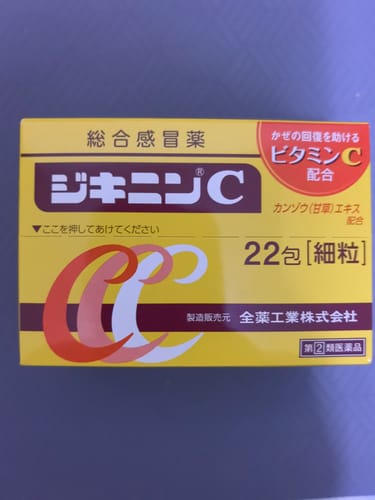 総合感冒薬
かぜの回復を助ける
ビタミンC
配合
ジキニン®C
カンゾウ(甘草)エキス
配合
▼ここを押してあけてください
22包[細粒]
CCC
製造販売元 全薬工業株式会社
指②類医薬品